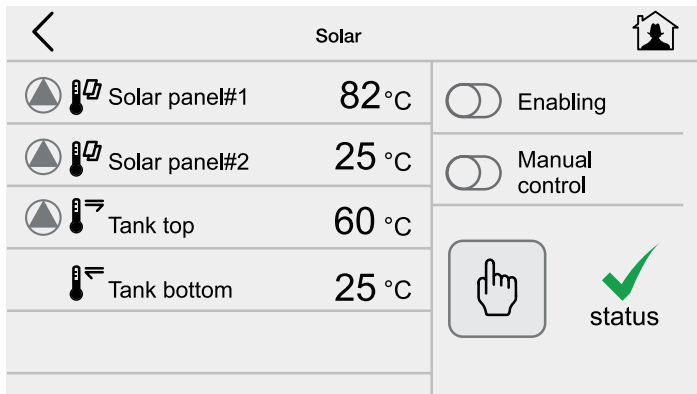 Solar
Solar panel#1 82 °C
Solar panel#2 25 °C
Tank top 60 °C
Tank bottom 25 °C
Enabling
Manual
control
status